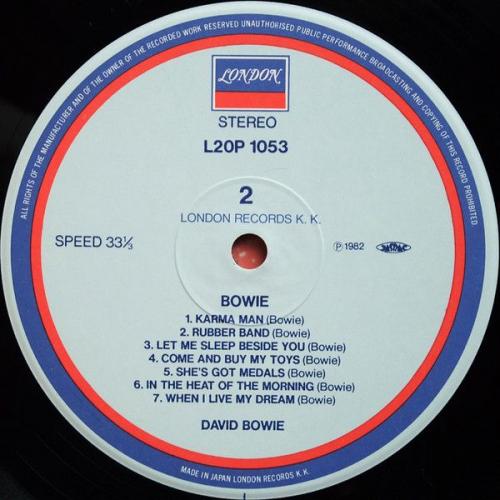 ALL RIGHTS OF THE MANUFACTURER AND OF THE OWNER OF THE RECORDED WORK RESERVED UNAUTHORISED PUBLIC PERFORMANCE BROADCASTING AND COPYING OF THIS RECORD PROHIBITED
LONDON
STEREO
L20P 1053
2
LONDON RECORDS K. K.
SPEED 33⅓
Ⓟ 1982
BOWIE
1. KARMA MAN (Bowie)
2. RUBBER BAND (Bowie)
3. LET ME SLEEP BESIDE YOU (Bowie)
4. COME AND BUY MY TOYS (Bowie)
5. SHE'S GOT MEDALS (Bowie)
6. IN THE HEAT OF THE MORNING (Bowie)
7. WHEN I LIVE MY DREAM (Bowie)
DAVID BOWIE
MADE IN JAPAN LONDON RECORDS K. K.